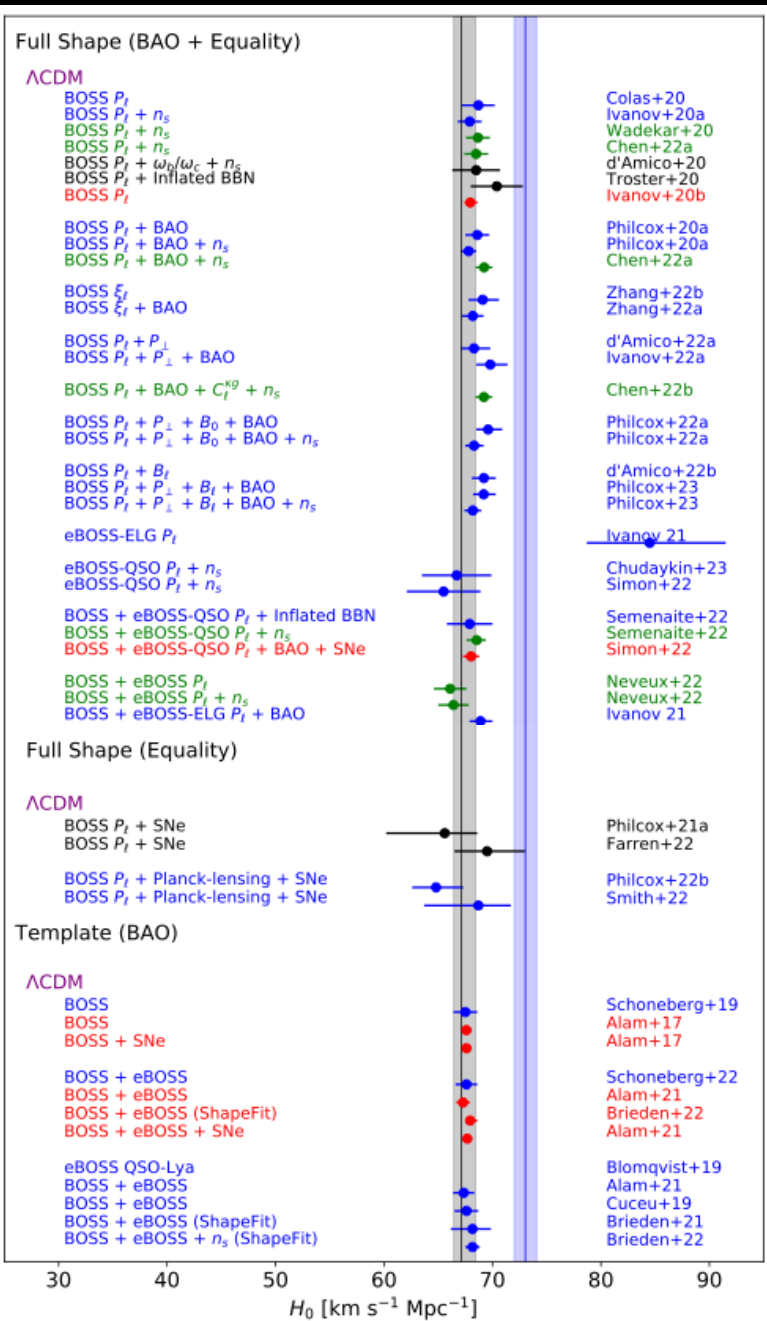 Full Shape (BAO + Equality)
ΛCDM
BOSS Pℓ Colas+20
BOSS Pℓ + nₛ Ivanov+20a
BOSS Pℓ + nₛ Wadekar+20
BOSS Pℓ + nₛ Chen+22a
BOSS Pℓ + ω_b/ω_c + nₛ d'Amico+20
BOSS Pℓ + Inflated BBN Troster+20
BOSS Pℓ Ivanov+20b
BOSS Pℓ + BAO Philcox+20a
BOSS Pℓ + BAO + nₛ Philcox+20a
BOSS Pℓ + BAO + nₛ Chen+22a
BOSS ξℓ Zhang+22b
BOSS ξℓ + BAO Zhang+22a
BOSS Pℓ + P⊥ d'Amico+22a
BOSS Pℓ + P⊥ + BAO Ivanov+22a
BOSS Pℓ + BAO + Cℓ^κg + nₛ Chen+22b
BOSS Pℓ + P⊥ + B₀ + BAO Philcox+22a
BOSS Pℓ + P⊥ + B₀ + BAO + nₛ Philcox+22a
BOSS Pℓ + Bℓ d'Amico+22b
BOSS Pℓ + P⊥ + Bℓ + BAO Philcox+23
BOSS Pℓ + P⊥ + Bℓ + BAO + nₛ Philcox+23
eBOSS-ELG Pℓ Ivanov 21
eBOSS-QSO Pℓ + nₛ Chudaykin+23
eBOSS-QSO Pℓ + nₛ Simon+22
BOSS + eBOSS-QSO Pℓ + Inflated BBN Semenaite+22
BOSS + eBOSS-QSO Pℓ + nₛ Semenaite+22
BOSS + eBOSS-QSO Pℓ + BAO + SNe Simon+22
BOSS + eBOSS Pℓ Neveux+22
BOSS + eBOSS Pℓ + nₛ Neveux+22
BOSS + eBOSS-ELG Pℓ + BAO Ivanov 21
Full Shape (Equality)
ΛCDM
BOSS Pℓ + SNe Philcox+21a
BOSS Pℓ + SNe Farren+22
BOSS Pℓ + Planck-lensing + SNe Philcox+22b
BOSS Pℓ + Planck-lensing + SNe Smith+22
Template (BAO)
ΛCDM
BOSS Schoneberg+19
BOSS Alam+17
BOSS + SNe Alam+17
BOSS + eBOSS Schoneberg+22
BOSS + eBOSS Alam+21
BOSS + eBOSS (ShapeFit) Brieden+22
BOSS + eBOSS + SNe Alam+21
eBOSS QSO-Lya Blomqvist+19
BOSS + eBOSS Alam+21
BOSS + eBOSS Cuceu+19
BOSS + eBOSS (ShapeFit) Brieden+21
BOSS + eBOSS + nₛ (ShapeFit) Brieden+22
30 40 50 60 70 80 90
H₀ [km s⁻¹ Mpc⁻¹]